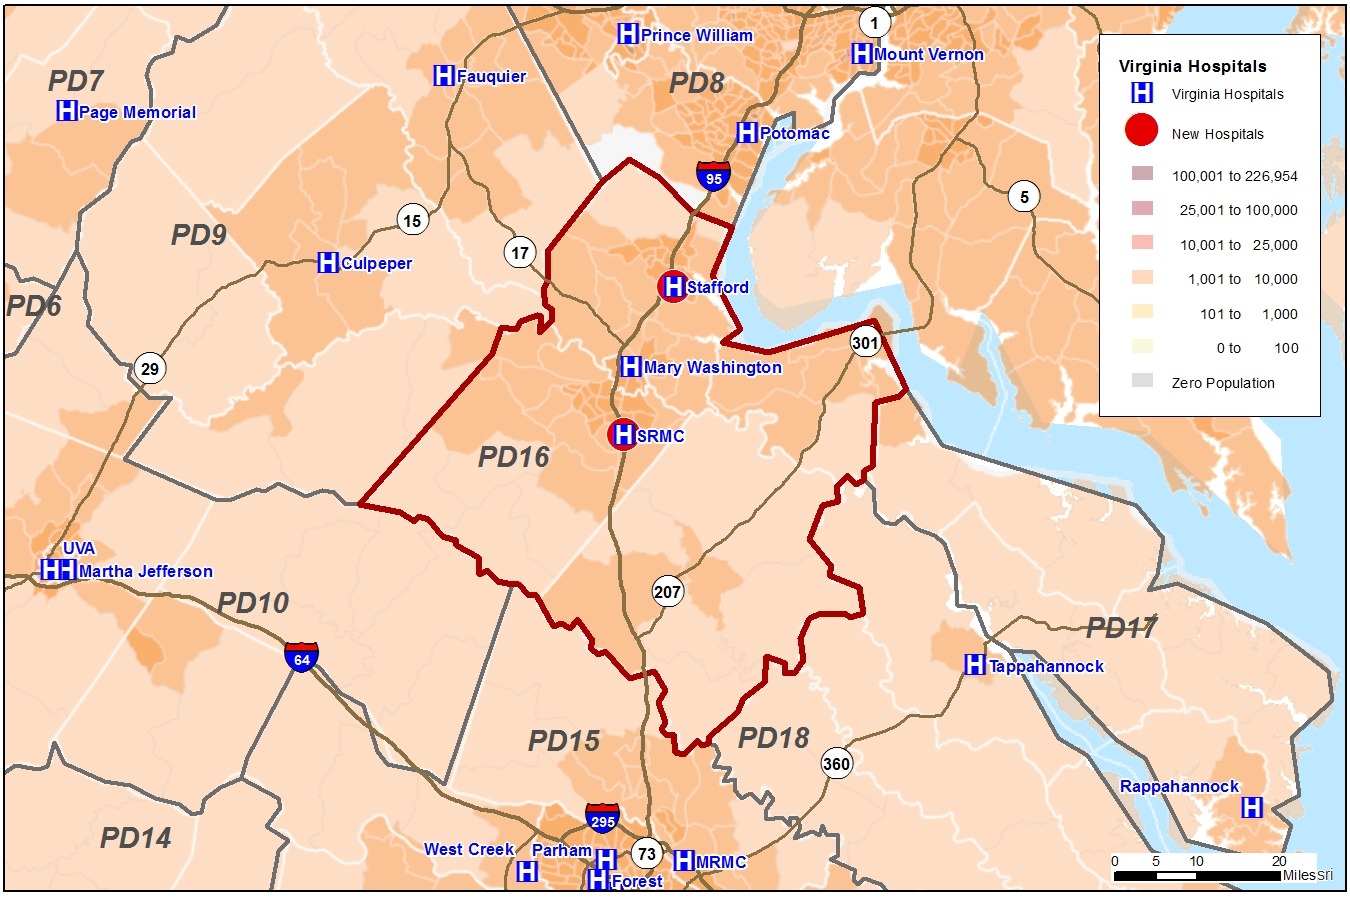 1
Prince William
Mount Vernon
PD7
Fauquier
PD8
Page Memorial
Potomac
95
15
PD9
17
Culpeper
PD6
Stafford
301
29
Mary Washington
SRMC
PD16
5
UVA
Martha Jefferson
PD10
207
64
PD17
Tappahannock
PD15
PD18
360
Rappahannock
PD14
295
West Creek
Parham
73
MRMC
Forest
Virginia Hospitals
H Virginia Hospitals
New Hospitals
100,001 to 226,954
25,001 to 100,000
10,001 to 25,000
1,001 to 10,000
101 to 1,000
0 to 100
Zero Population
0 5 10 20
Miles sri